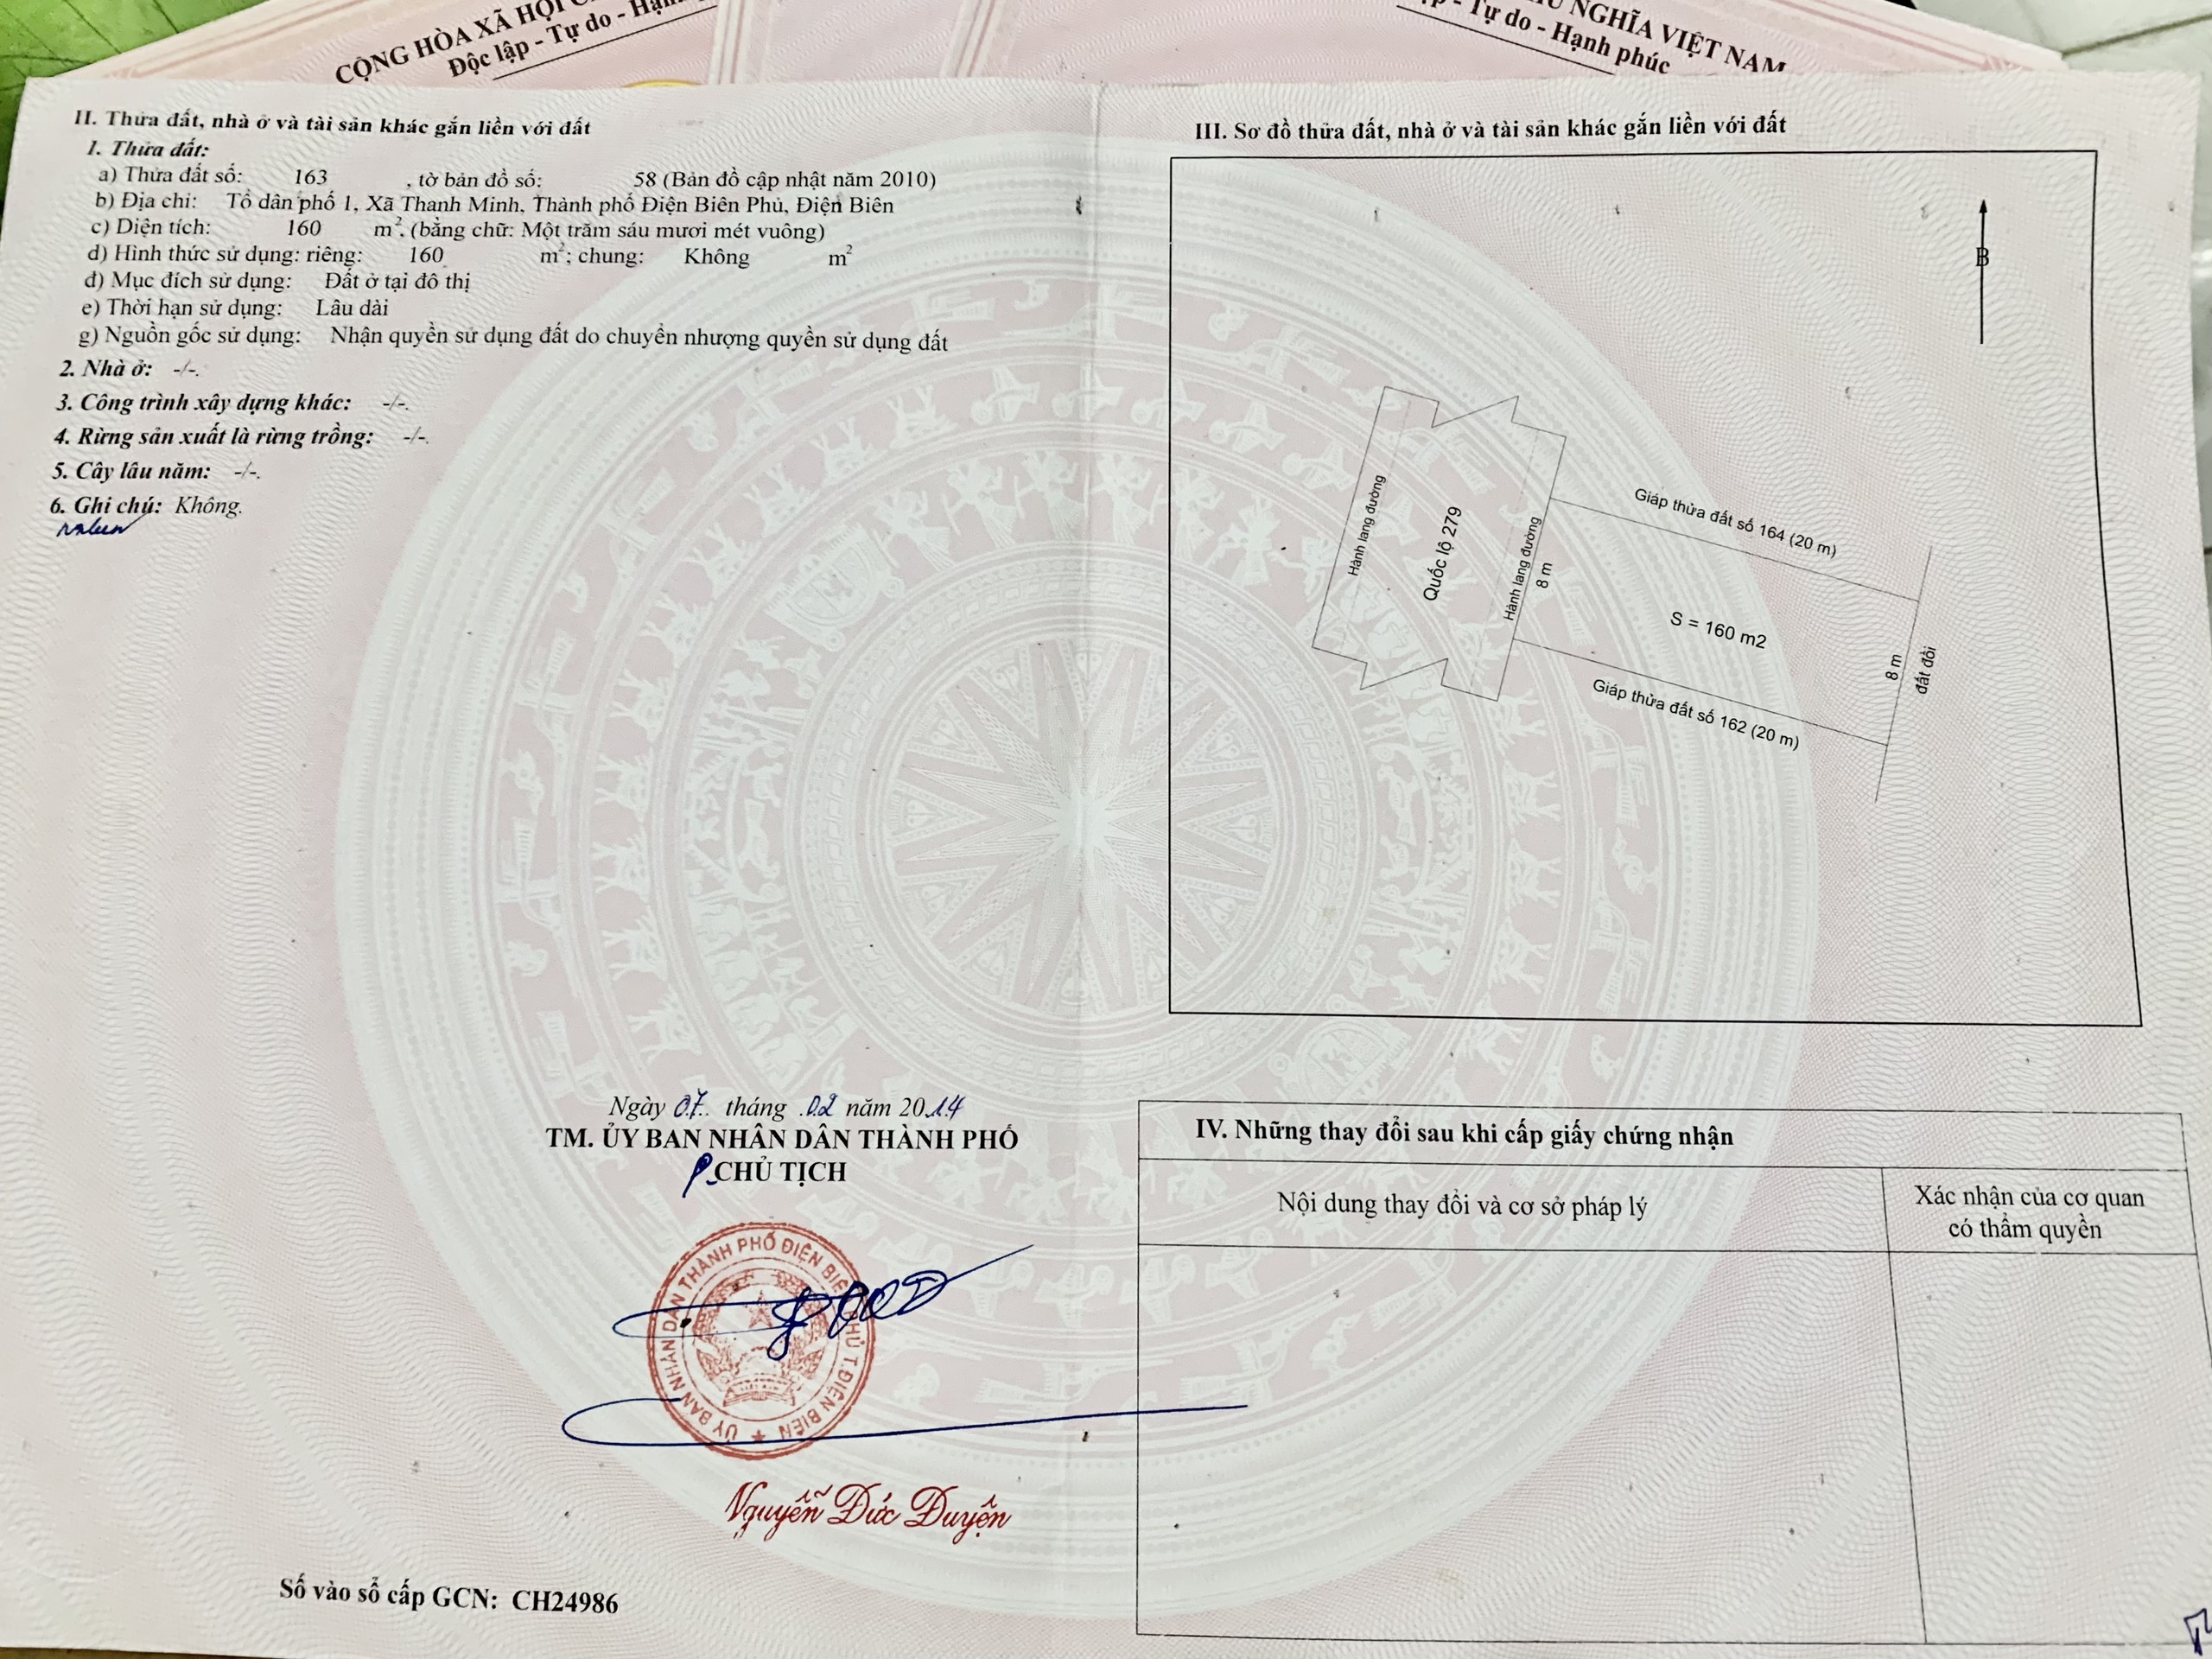 CỘNG HÒA XÃ HỘI
Độc lập - Tự do - Hạnh
NGHĨA VIỆT NAM
- Tự do - Hạnh phúc
II. Thửa đất, nhà ở và tài sản khác gắn liền với đất
1. Thửa đất:
a) Thửa đất số: 163 , tờ bản đồ số: 58 (Bản đồ cập nhật năm 2010)
b) Địa chỉ: Tổ dân phố 1, Xã Thanh Minh, Thành phố Điện Biên Phủ, Điện Biên
c) Diện tích: 160 m², (bằng chữ: Một trăm sáu mươi mét vuông)
d) Hình thức sử dụng: riêng: 160 m²; chung: Không m²
đ) Mục đích sử dụng: Đất ở tại đô thị
e) Thời hạn sử dụng: Lâu dài
g) Nguồn gốc sử dụng: Nhận quyền sử dụng đất do chuyển nhượng quyền sử dụng đất
2. Nhà ở: -/-.
3. Công trình xây dựng khác: -/-.
4. Rừng sản xuất là rừng trồng: -/-.
5. Cây lâu năm: -/-.
6. Ghi chú: Không.
Ngày 07 tháng 02 năm 2014
TM. ỦY BAN NHÂN DÂN THÀNH PHỐ
P. CHỦ TỊCH
ỦY BAN NHÂN DÂN THÀNH PHỐ ĐIỆN BIÊN PHỦ T.ĐIỆN BIÊN
Nguyễn Đức Duyện
Số vào sổ cấp GCN: CH24986
III. Sơ đồ thửa đất, nhà ở và tài sản khác gắn liền với đất
B
Hành lang đường
Quốc lộ 279
Hành lang đường
8 m
Giáp thửa đất số 164 (20 m)
S = 160 m2
Giáp thửa đất số 162 (20 m)
8 m
đất đồi
IV. Những thay đổi sau khi cấp giấy chứng nhận
Nội dung thay đổi và cơ sở pháp lý
Xác nhận của cơ quan
có thẩm quyền